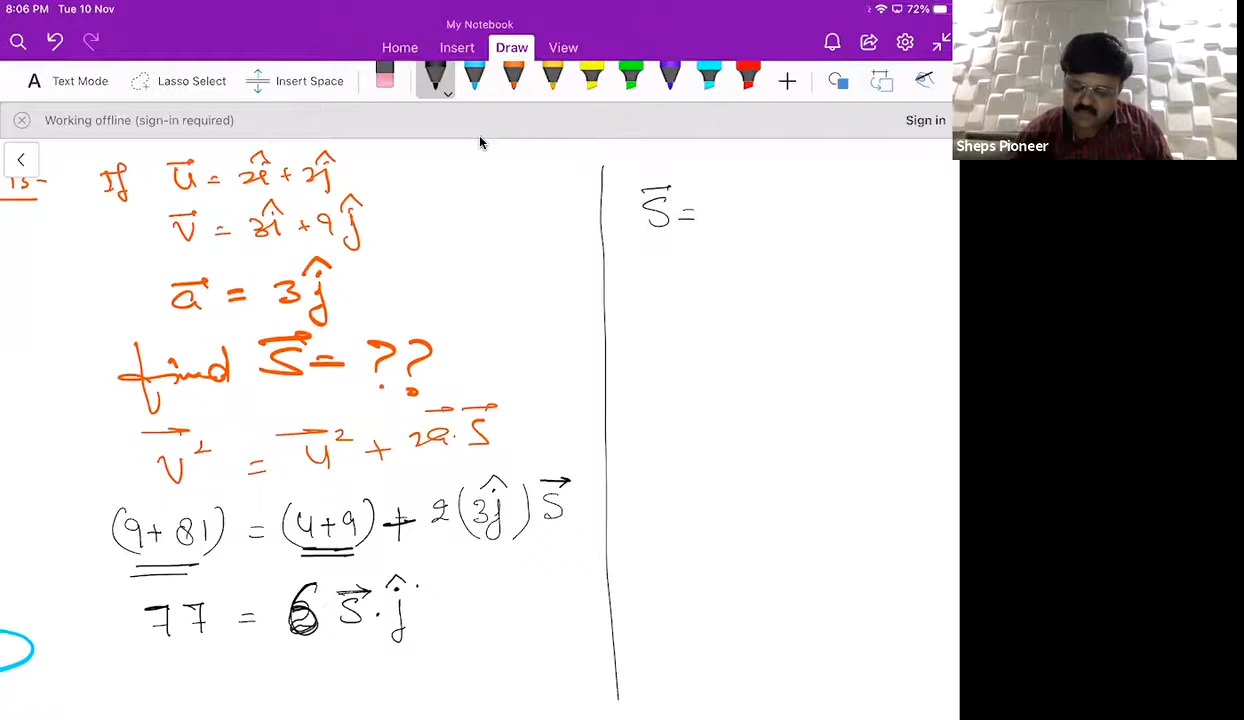 8:06 PM Tue 10 Nov
72%
My Notebook
Home Insert Draw View
A Text Mode Lasso Select Insert Space
Working offline (sign-in required) Sign in
Sheps Pioneer
15-
If u⃗ = 2î + 2ĵ
v⃗ = 3î + 9ĵ
a⃗ = 3ĵ
find S⃗ = ??
v⃗² = u⃗² + 2a⃗.S⃗
(9+81) = (4+9) + 2(3ĵ) S⃗
77 = 6 S⃗.ĵ
S⃗ =